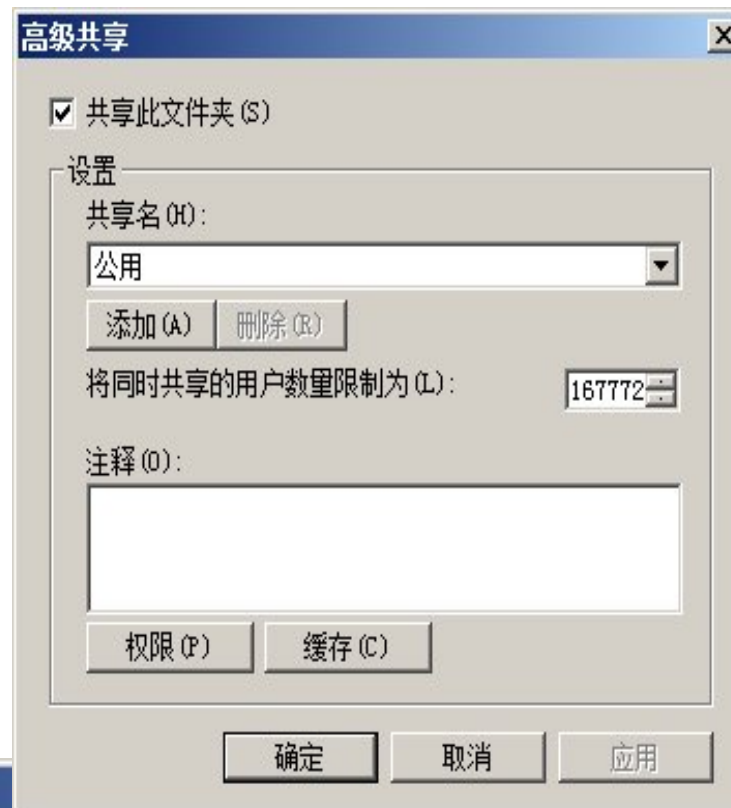 高级共享
共享此文件夹(S)
设置
共享名(H):
公用
添加(A) 删除(R)
将同时共享的用户数量限制为(L): 167772
注释(O):
权限(P) 缓存(C)
确定 取消 应用